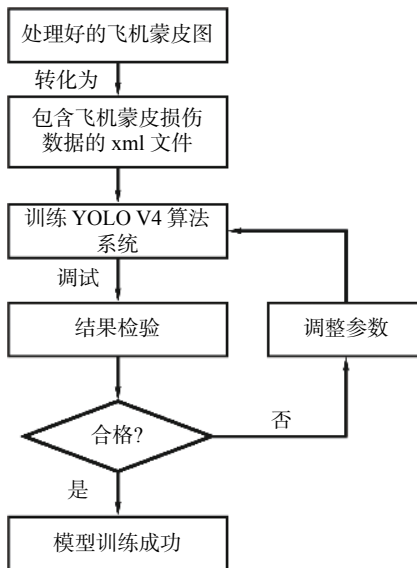 处理好的飞机蒙皮图
转化为
包含飞机蒙皮损伤
数据的 xml 文件
训练 YOLO V4 算法
系统
调试
结果检验
调整参数
合格?
否
是
模型训练成功